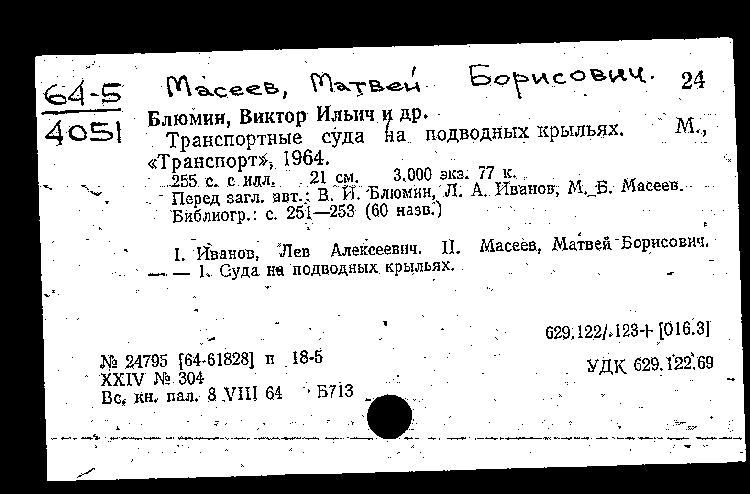 64-5
4051
Масеев, Матвей Борисович. 24
Блюмин, Виктор Ильич и др.
Транспортные суда на подводных крыльях. М.,
«Транспорт», 1964.
255 с. с илл. 21 см. 3.000 экз. 77 к.
Перед загл. авт.: В. И. Блюмин, Л. А. Иванов, М. Б. Масеев.
Библиогр.: с. 251—253 (60 назв.)
I. Иванов, Лев Алексеевич. II. Масеев, Матвей Борисович.
— — 1. Суда на подводных крыльях.
629.122/.123+[016.3]
№ 24795 [64-61828] п 18-5
УДК 629.122.69
XXIV № 304
Вс. кн. пал. 8 VIII 64 Б713